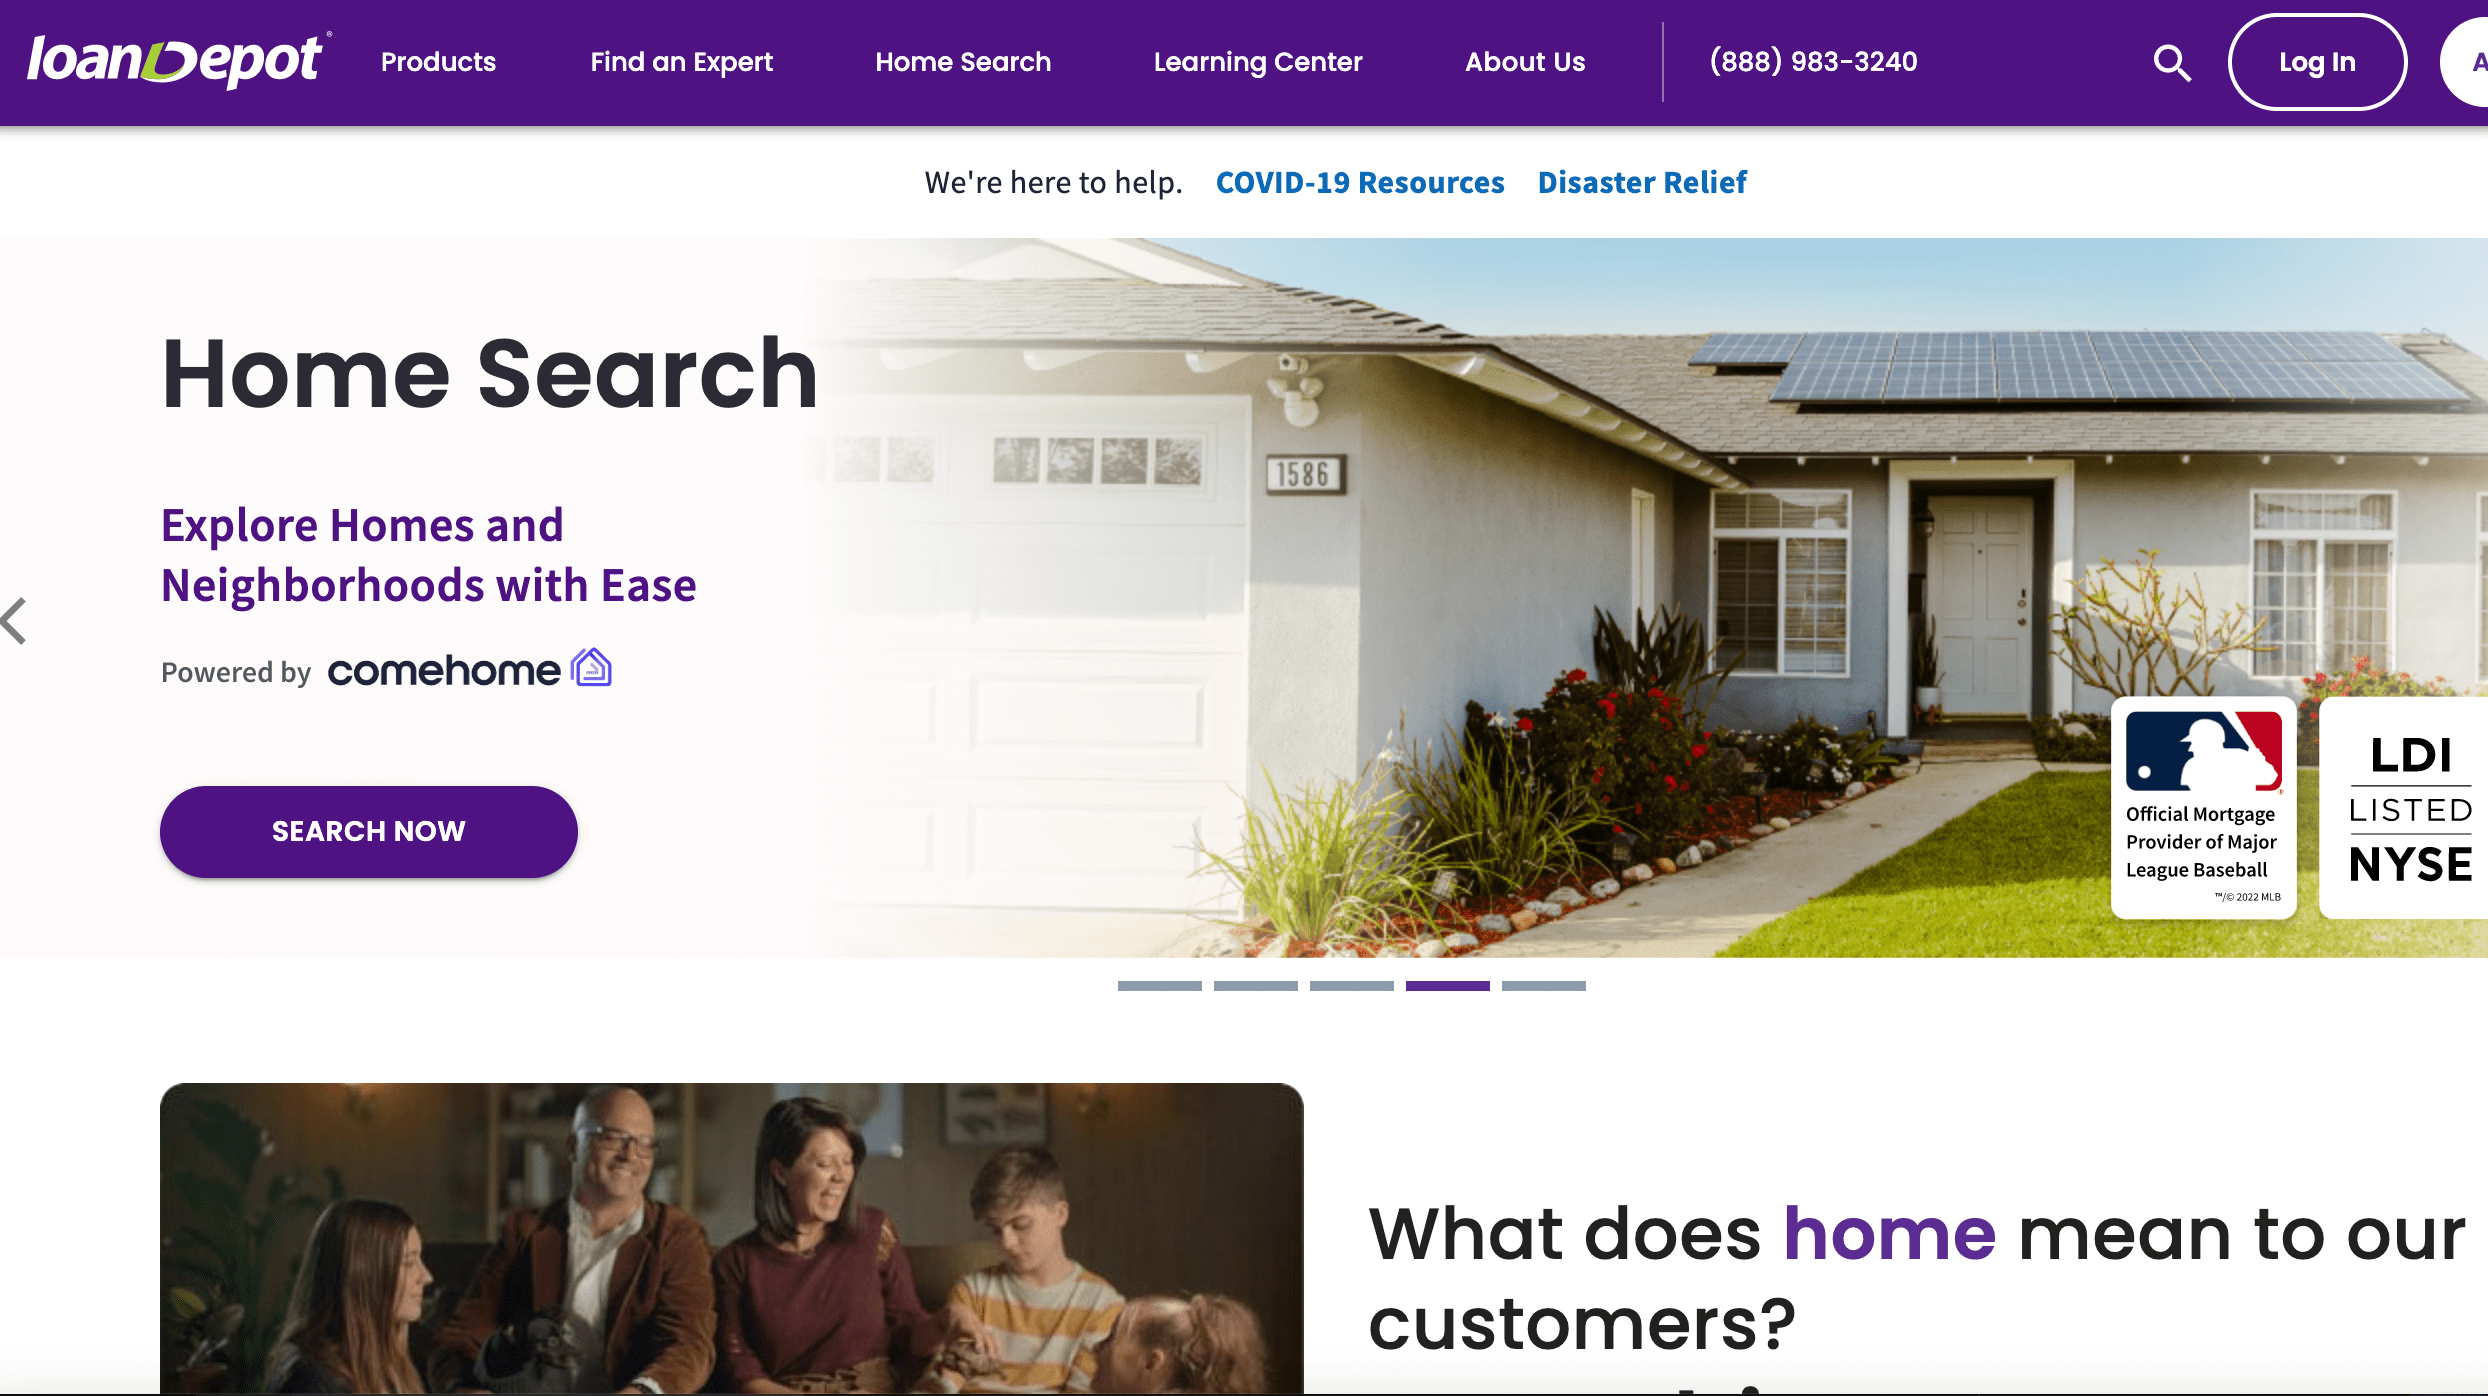 loanDepot®
Products
Find an Expert
Home Search
Learning Center
About Us
(888) 983-3240
Log In
We're here to help. COVID-19 Resources Disaster Relief
Home Search
Explore Homes and
Neighborhoods with Ease
Powered by comehome
SEARCH NOW
1586
Official Mortgage
Provider of Major
League Baseball
™/© 2022 MLB
LDI
LISTED
NYSE
What does home mean to our
customers?